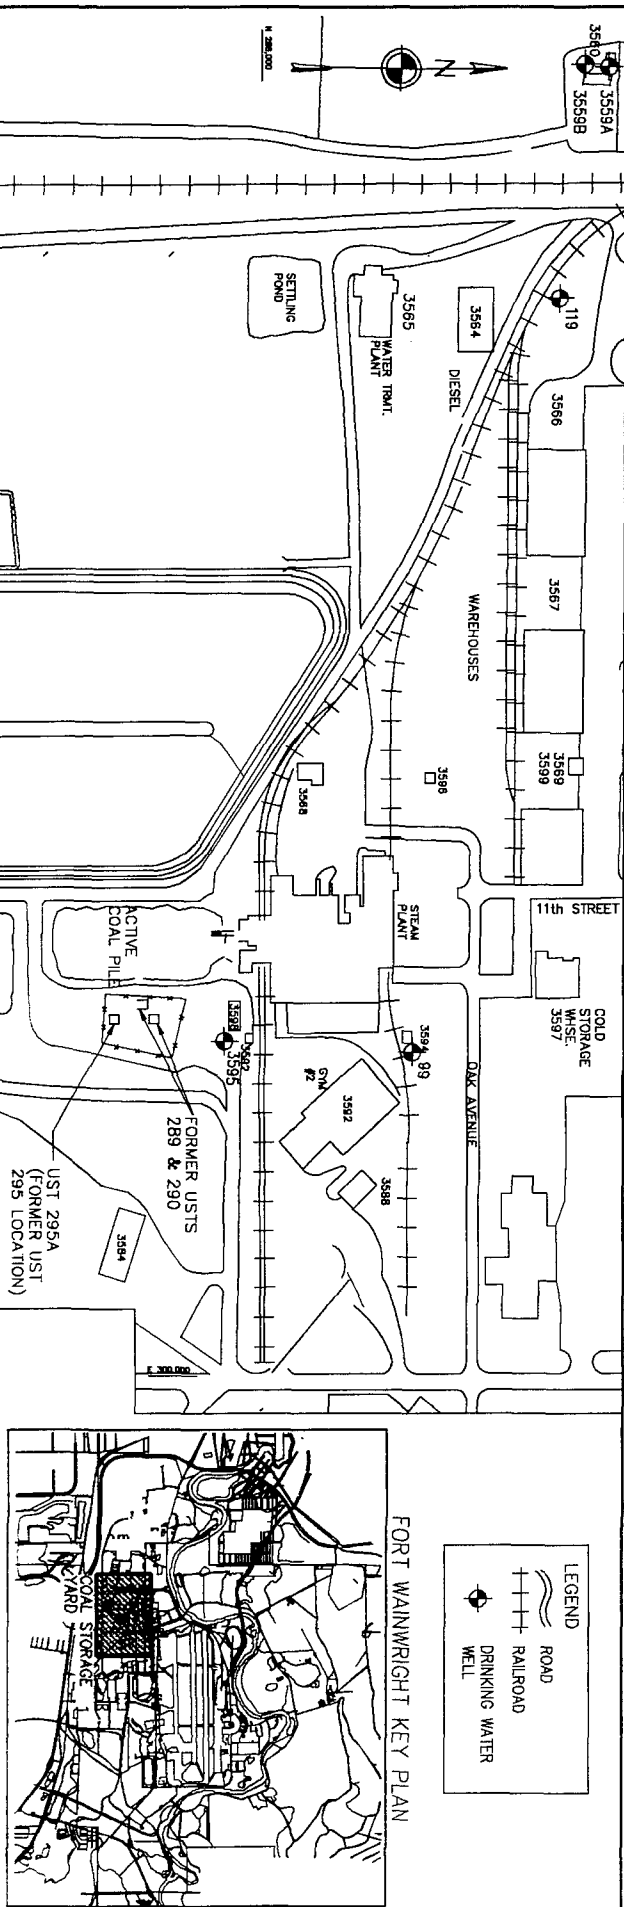 N 298,000
N
3560
3559A
3559B
SETTLING
POND
3565
WATER TRMT.
PLANT
3564
DIESEL
119
3566
3567
WAREHOUSES
3569
3599
3596
3568
STEAM
PLANT
11th STREET
COLD
STORAGE
WHSE.
3597
ACTIVE
COAL PILE
3598
3595
3594
99
OAK AVENUE
GYM
#2
3592
3588
FORMER USTS
289 & 290
UST 295A
(FORMER UST
295 LOCATION)
3584
E 300,000
FORT WAINWRIGHT KEY PLAN
COAL STORAGE
YARD
LEGEND
ROAD
RAILROAD
DRINKING WATER
WELL